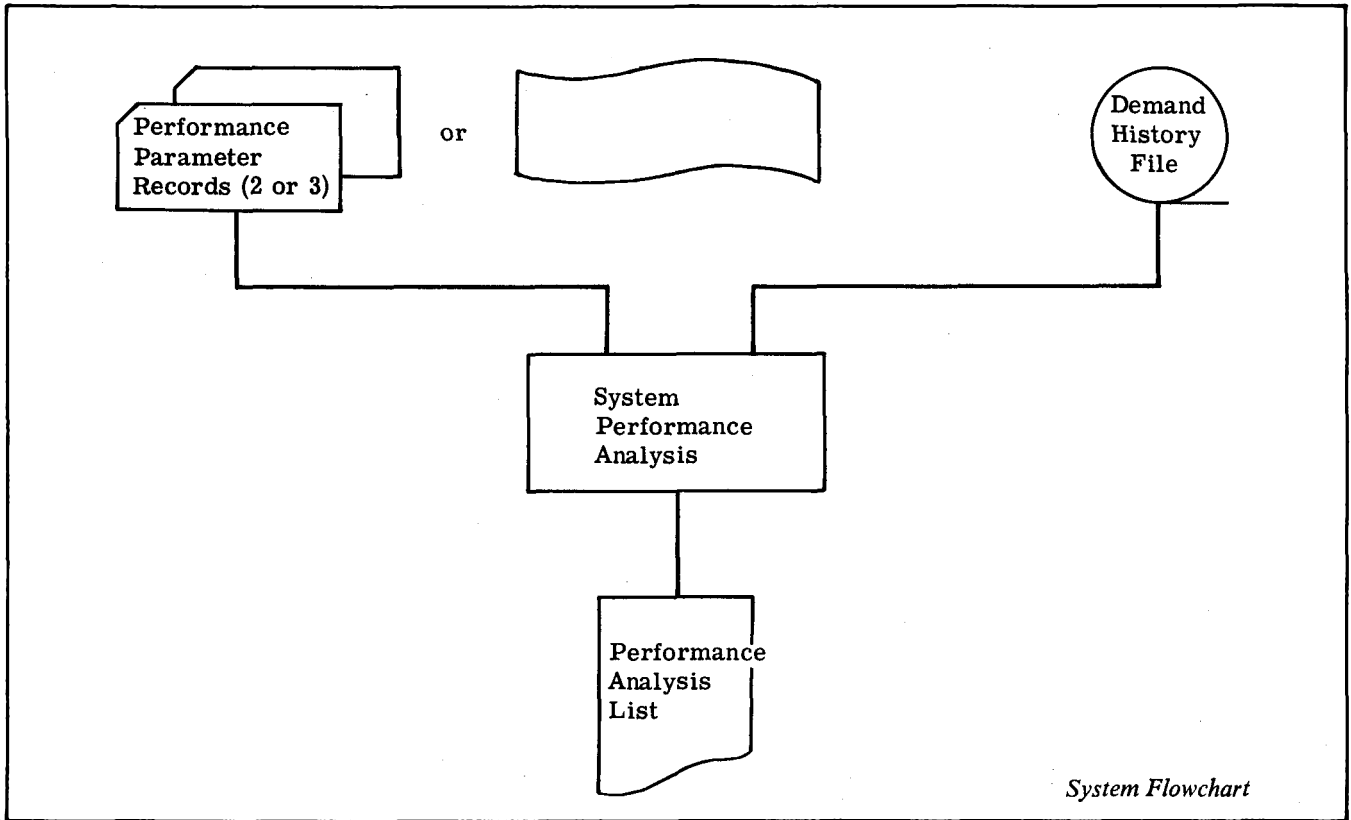 Performance
Parameter
Records (2 or 3)
or
Demand
History
File
System
Performance
Analysis
Performance
Analysis
List
System Flowchart